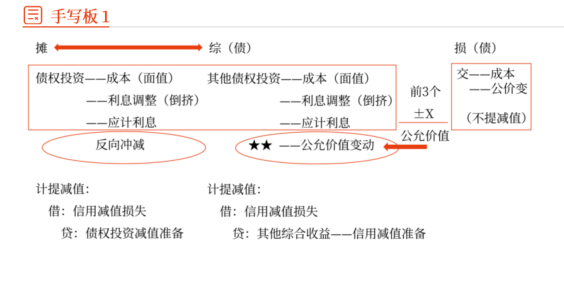 手写板 1
摊 综（债） 损（债）
债权投资——成本（面值） 其他债权投资——成本（面值） 交——成本
——利息调整（倒挤） ——利息调整（倒挤） 前3个 ——公价变
——应计利息 ——应计利息 ±X （不提减值）
反向冲减 ★★ ——公允价值变动 公允价值
计提减值： 计提减值：
借：信用减值损失 借：信用减值损失
贷：债权投资减值准备 贷：其他综合收益——信用减值准备